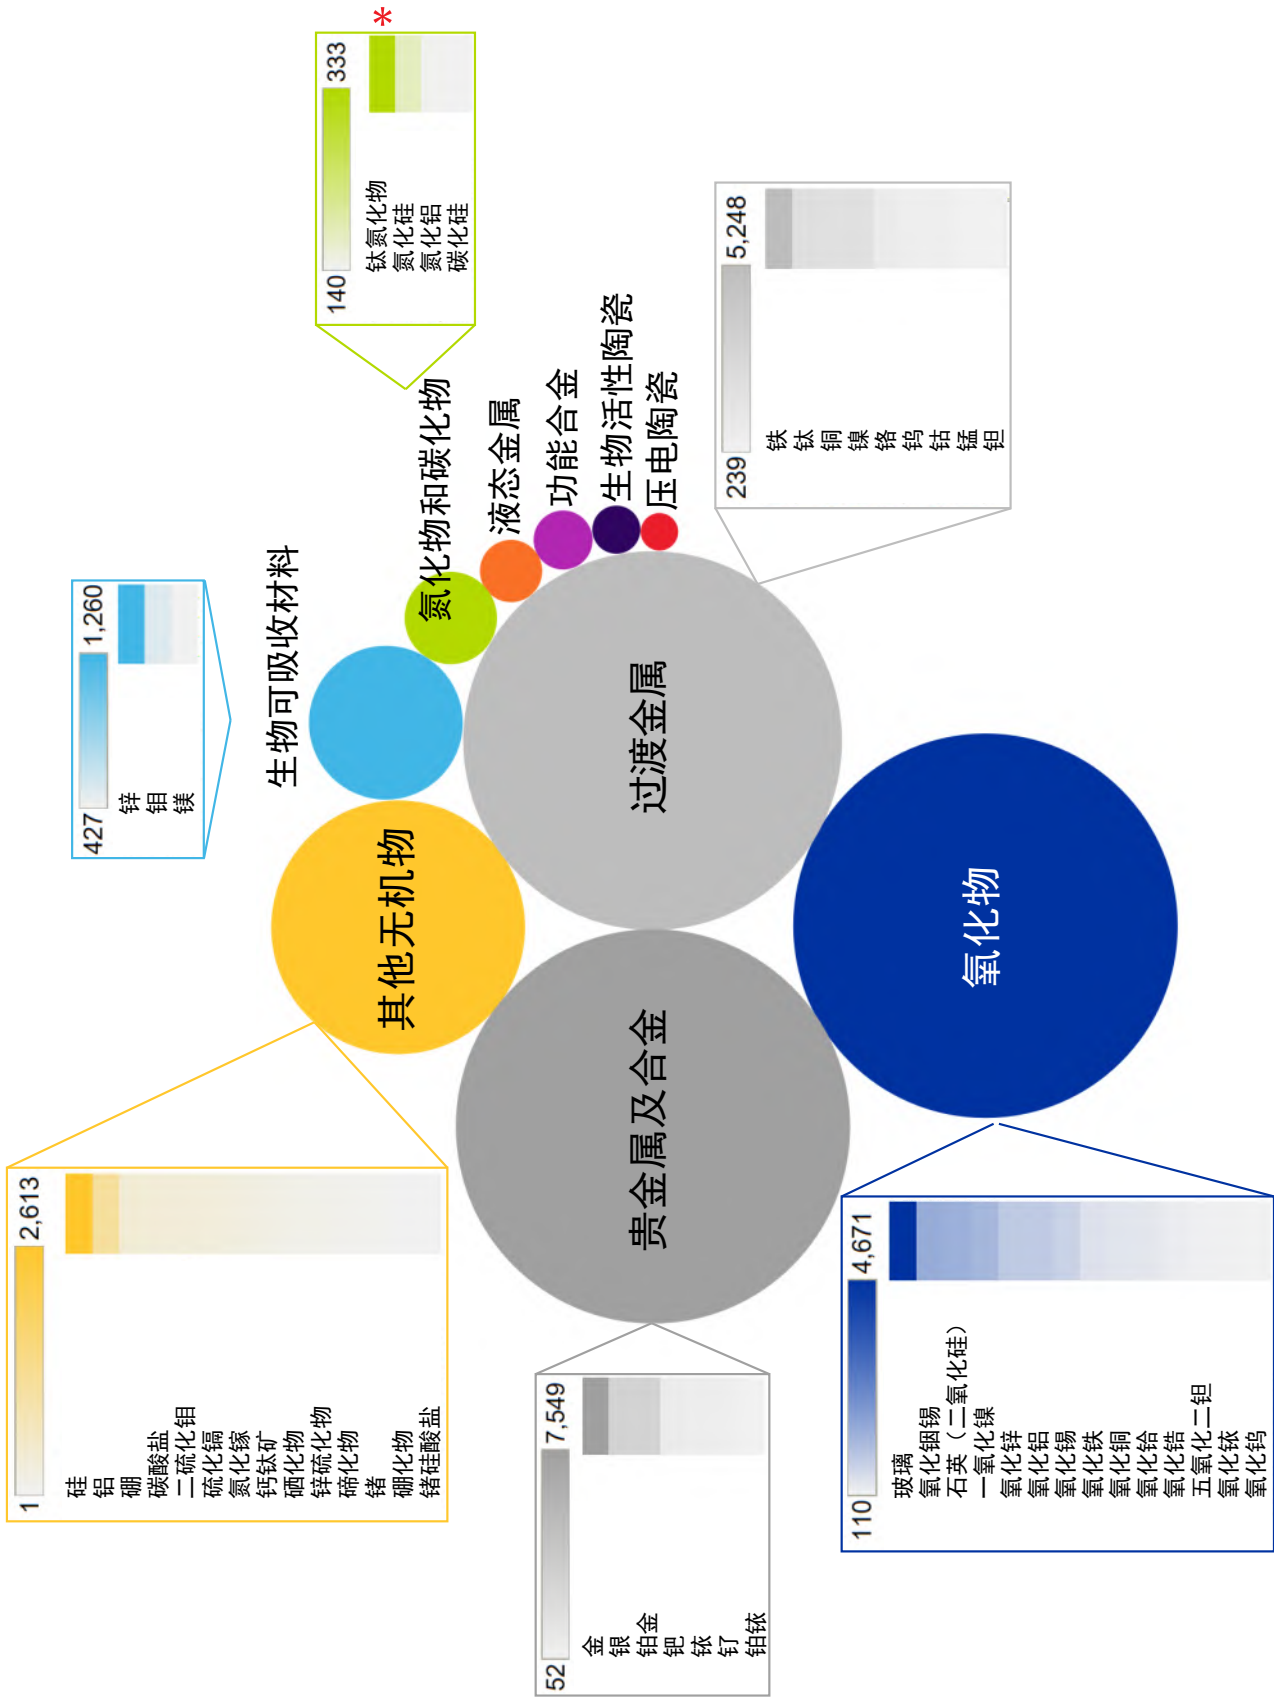 1
2,613
硅
铝
硼
碳酸盐
二硫化钼
硫化镉
氮化镓
钙钛矿
硒化物
锌硫化物
碲化物
锗
硼化物
锗硅酸盐
427
1,260
锌
钼
镁
140
333
*
钛氮化物
氮化硅
氮化铝
碳化硅
生物可吸收材料
其他无机物
氮化物和碳化物
液态金属
功能合金
生物活性陶瓷
压电陶瓷
贵金属及合金
过渡金属
氧化物
239
5,248
铁
钛
铜
镍
铬
钨
钴
锰
钽
52
7,549
金
银
铂金
钯
铱
钌
铂铱
110
4,671
玻璃
氧化铟锡
石英（二氧化硅）
一氧化镍
氧化锌
氧化铝
氧化锡
氧化铁
氧化铜
氧化铪
氧化锆
五氧化二钽
氧化铱
氧化钨